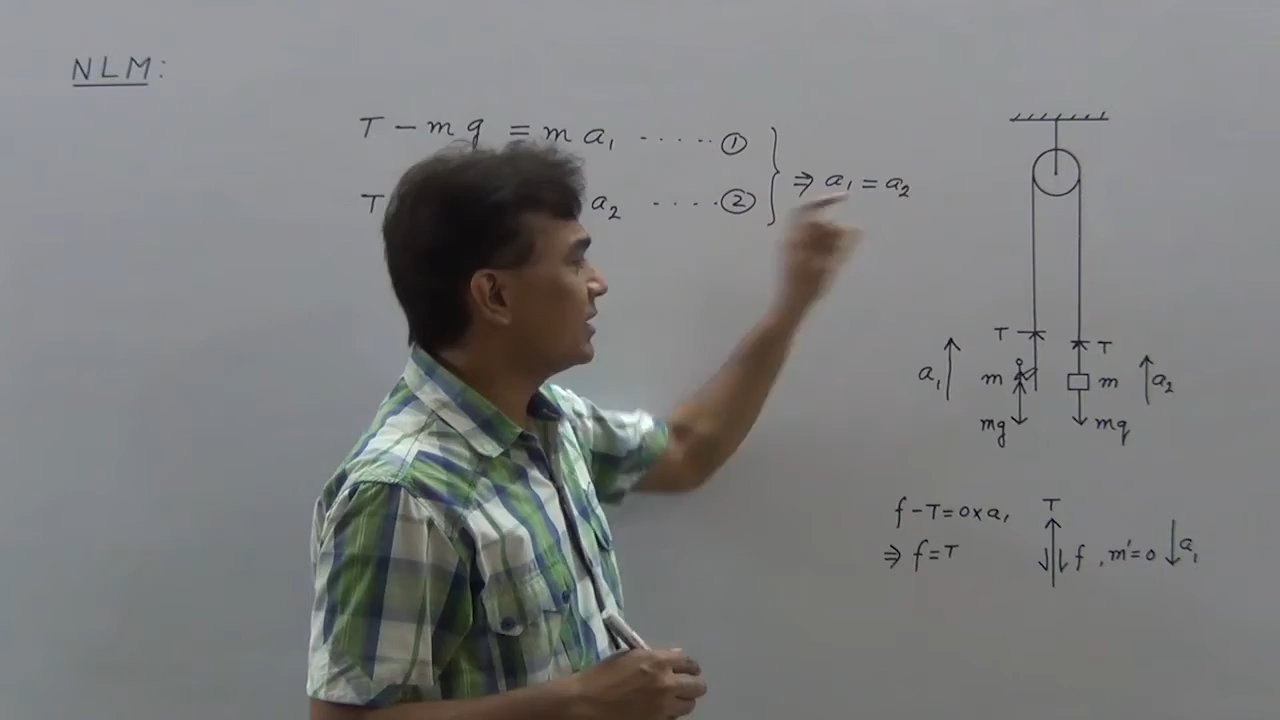 NLM:
T - mg = ma₁ ..... ①
T a₂ .... ②
⇒ a₁ = a₂
T T
a₁ m m a₂
mg mg
f - T = 0 × a₁ T
⇒ f = T f, m' = 0 a₁